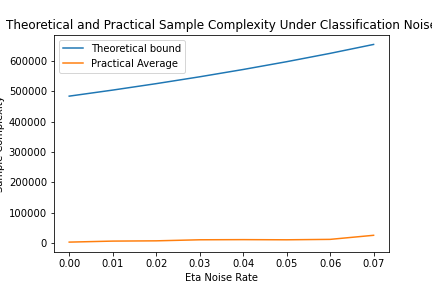 Theoretical and Practical Sample Complexity Under Classification Noise
Theoretical bound
Practical Average
600000
500000
400000
300000
200000
100000
0
0.00 0.01 0.02 0.03 0.04 0.05 0.06 0.07
Eta Noise Rate